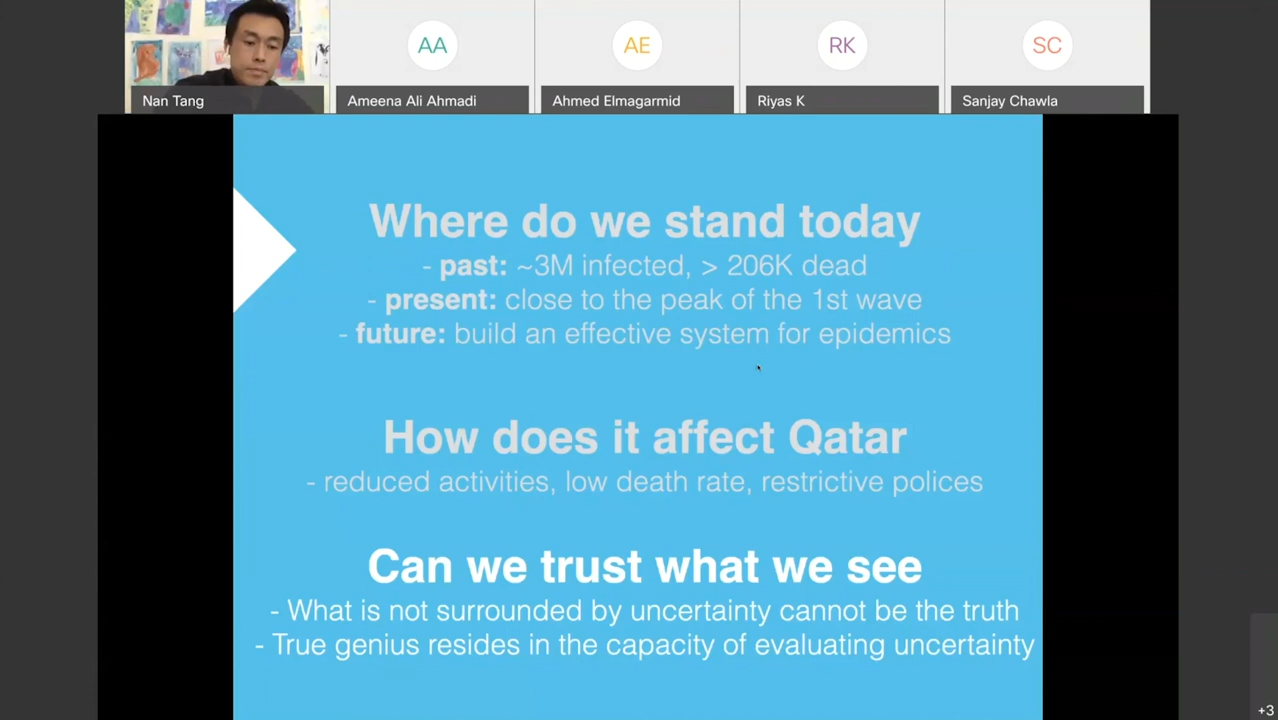 AA
AE
RK
SC
Nan Tang
Ameena Ali Ahmadi
Ahmed Elmagarmid
Riyas K
Sanjay Chawla
Where do we stand today
- past: ~3M infected, > 206K dead
- present: close to the peak of the 1st wave
- future: build an effective system for epidemics
How does it affect Qatar
- reduced activities, low death rate, restrictive polices
Can we trust what we see
- What is not surrounded by uncertainty cannot be the truth
- True genius resides in the capacity of evaluating uncertainty
+3